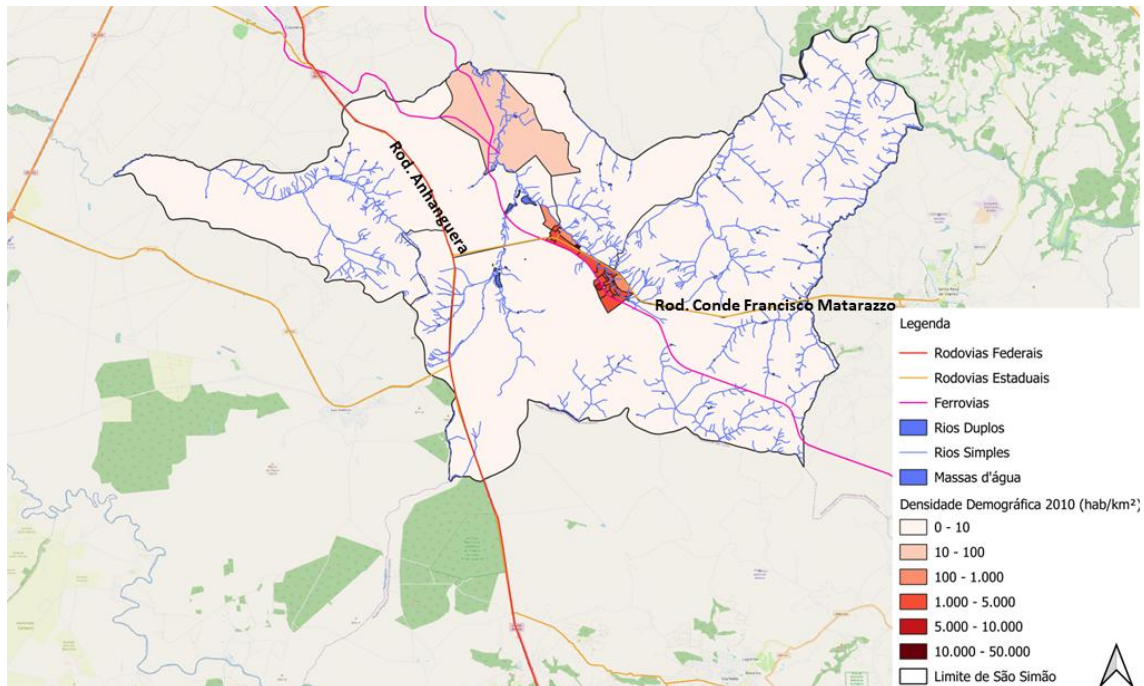 Rod. Anhanguera
Rod. Conde Francisco Matarazzo
Legenda
Rodovias Federais
Rodovias Estaduais
Ferrovias
Rios Duplos
Rios Simples
Massas d'água
Densidade Demográfica 2010 (hab/km²)
0 - 10
10 - 100
100 - 1.000
1.000 - 5.000
5.000 - 10.000
10.000 - 50.000
Limite de São Simão